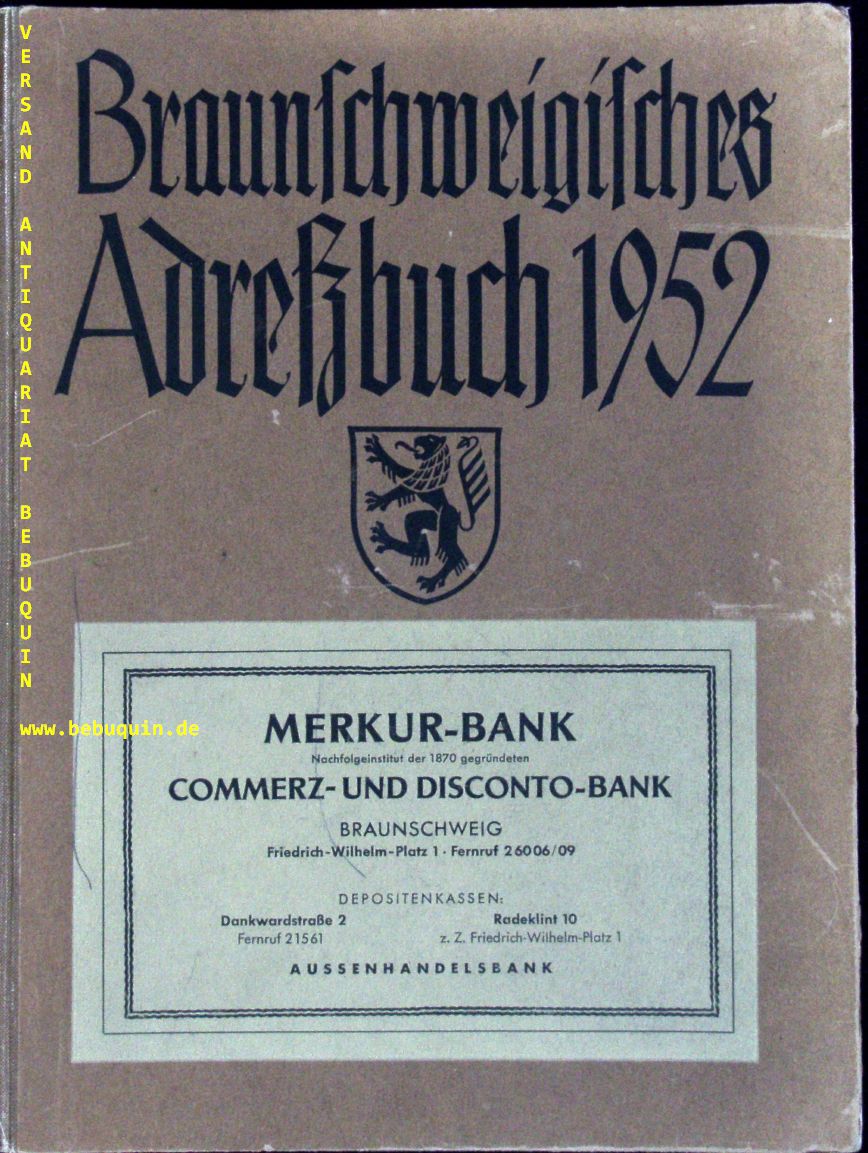 Braunſchweigiſches
Adreßbuch 1952
MERKUR-BANK
Nachfolgeinstitut der 1870 gegründeten
COMMERZ- UND DISCONTO-BANK
BRAUNSCHWEIG
Friedrich-Wilhelm-Platz 1 · Fernruf 26006/09
DEPOSITENKASSEN:
Dankwardstraße 2
Fernruf 21561
Radeklint 10
z. Z. Friedrich-Wilhelm-Platz 1
AUSSENHANDELSBANK
VERSAND ANTIQUARIAT BEBUQUIN
www.bebuquin.de